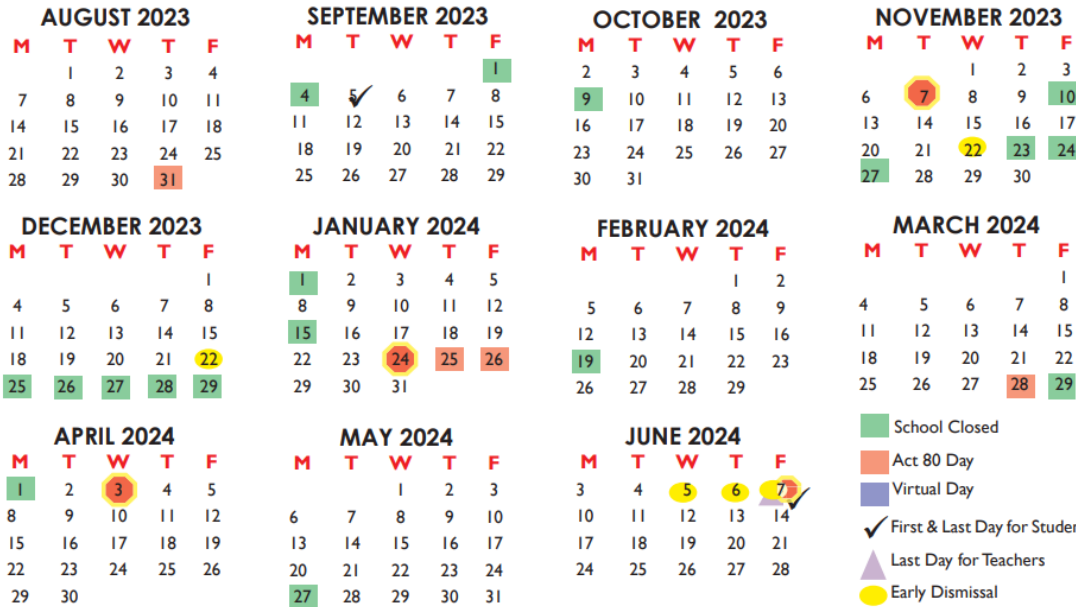 AUGUST 2023
M T W T F
1 2 3 4
7 8 9 10 11
14 15 16 17 18
21 22 23 24 25
28 29 30 31
SEPTEMBER 2023
M T W T F
1
4 5 6 7 8
11 12 13 14 15
18 19 20 21 22
25 26 27 28 29
OCTOBER 2023
M T W T F
2 3 4 5 6
9 10 11 12 13
16 17 18 19 20
23 24 25 26 27
30 31
NOVEMBER 2023
M T W T F
1 2 3
6 7 8 9 10
13 14 15 16 17
20 21 22 23 24
27 28 29 30
DECEMBER 2023
M T W T F
1
4 5 6 7 8
11 12 13 14 15
18 19 20 21 22
25 26 27 28 29
JANUARY 2024
M T W T F
1 2 3 4 5
8 9 10 11 12
15 16 17 18 19
22 23 24 25 26
29 30 31
FEBRUARY 2024
M T W T F
1 2
5 6 7 8 9
12 13 14 15 16
19 20 21 22 23
26 27 28 29
MARCH 2024
M T W T F
1
4 5 6 7 8
11 12 13 14 15
18 19 20 21 22
25 26 27 28 29
APRIL 2024
M T W T F
1 2 3 4 5
8 9 10 11 12
15 16 17 18 19
22 23 24 25 26
29 30
MAY 2024
M T W T F
1 2 3
6 7 8 9 10
13 14 15 16 17
20 21 22 23 24
27 28 29 30 31
JUNE 2024
M T W T F
3 4 5 6 7
10 11 12 13 14
17 18 19 20 21
24 25 26 27 28
School Closed
Act 80 Day
Virtual Day
First & Last Day for Studen
Last Day for Teachers
Early Dismissal